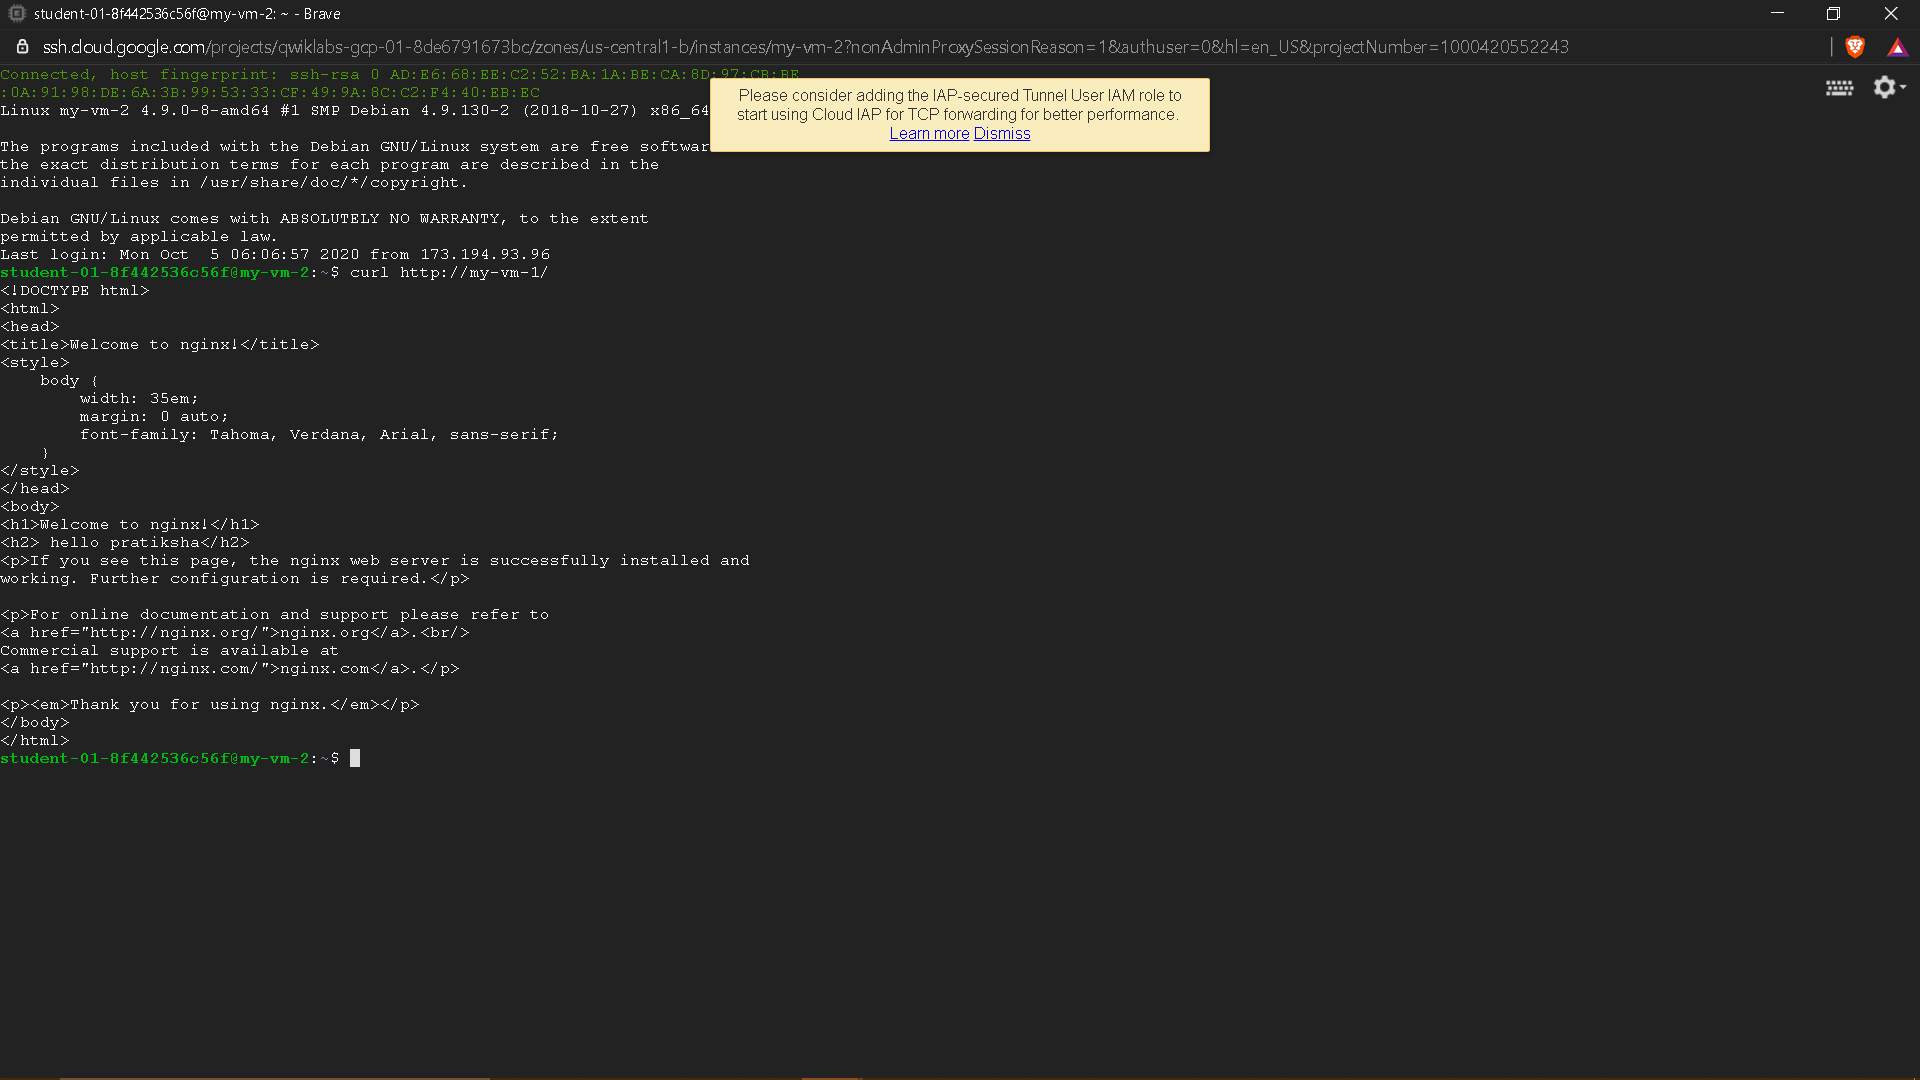 student-01-8f442536c56f@my-vm-2: ~ - Brave
ssh.cloud.google.com/projects/qwiklabs-gcp-01-8de6791673bc/zones/us-central1-b/instances/my-vm-2?nonAdminProxySessionReason=1&authuser=0&hl=en_US&projectNumber=1000420552243
Connected, host fingerprint: ssh-rsa 0 AD:E6:68:EE:C2:52:BA:1A:BE:CA:8D:97:CB:BE
:0A:91:98:DE:6A:3B:99:53:33:CF:49:9A:8C:C2:F4:40:EB:EC
Linux my-vm-2 4.9.0-8-amd64 #1 SMP Debian 4.9.130-2 (2018-10-27) x86_64
Please consider adding the IAP-secured Tunnel User IAM role to
start using Cloud IAP for TCP forwarding for better performance.
Learn more Dismiss
The programs included with the Debian GNU/Linux system are free softwar
the exact distribution terms for each program are described in the
individual files in /usr/share/doc/*/copyright.
Debian GNU/Linux comes with ABSOLUTELY NO WARRANTY, to the extent
permitted by applicable law.
Last login: Mon Oct  5 06:06:57 2020 from 173.194.93.96
student-01-8f442536c56f@my-vm-2:~$ curl http://my-vm-1/
<!DOCTYPE html>
<html>
<head>
<title>Welcome to nginx!</title>
<style>
    body {
        width: 35em;
        margin: 0 auto;
        font-family: Tahoma, Verdana, Arial, sans-serif;
    }
</style>
</head>
<body>
<h1>Welcome to nginx!</h1>
<h2> hello pratiksha</h2>
<p>If you see this page, the nginx web server is successfully installed and
working. Further configuration is required.</p>
<p>For online documentation and support please refer to
<a href="http://nginx.org/">nginx.org</a>.<br/>
Commercial support is available at
<a href="http://nginx.com/">nginx.com</a>.</p>
<p><em>Thank you for using nginx.</em></p>
</body>
</html>
student-01-8f442536c56f@my-vm-2:~$